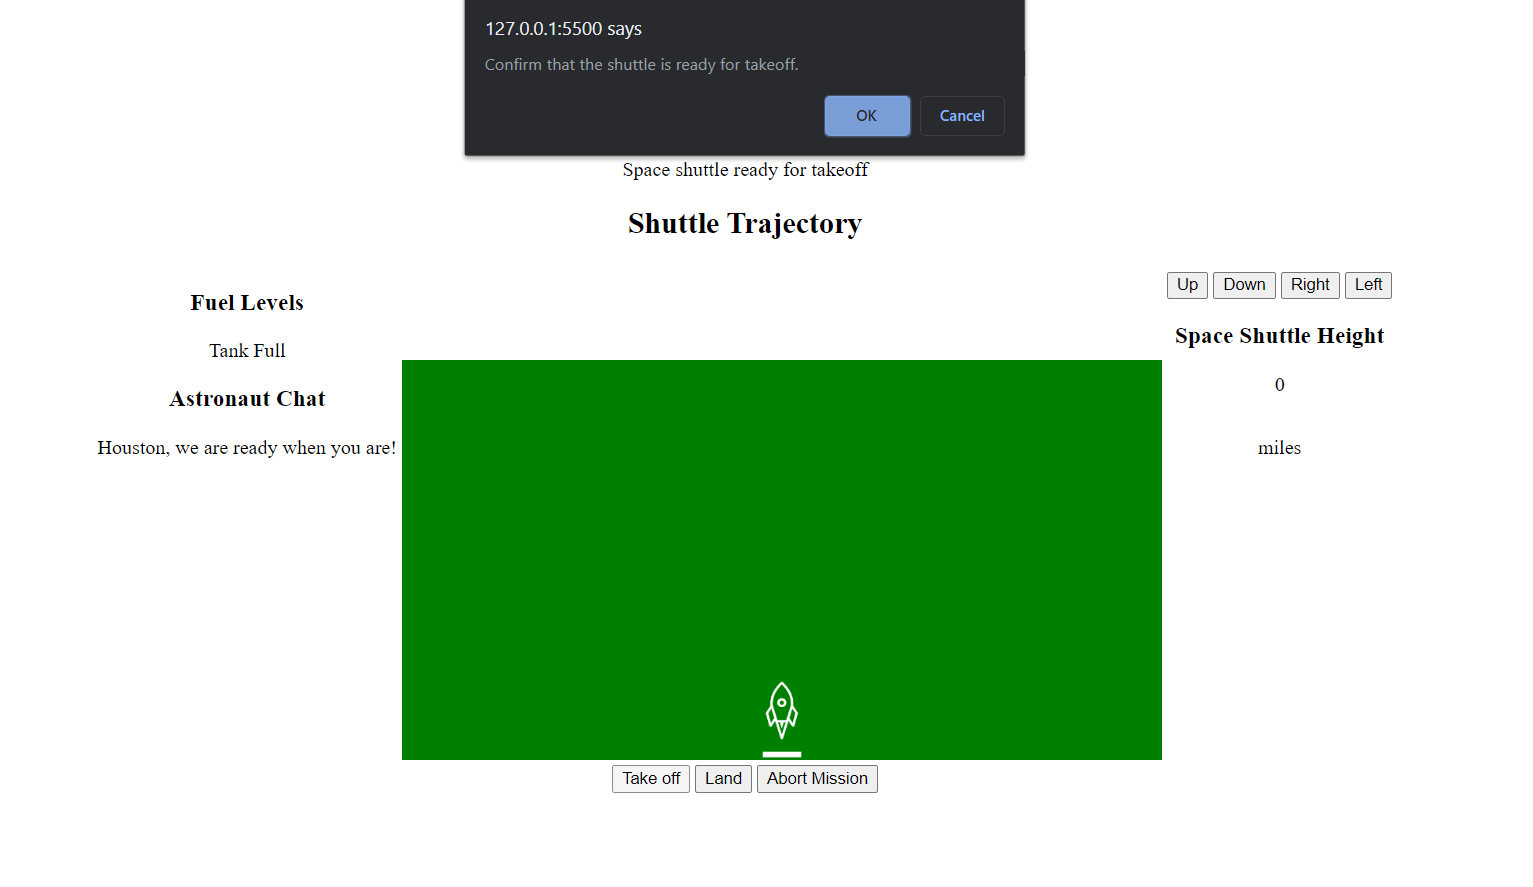 127.0.0.1:5500 says
Confirm that the shuttle is ready for takeoff.
OK Cancel
Space shuttle ready for takeoff
Shuttle Trajectory
Up Down Right Left
Fuel Levels
Tank Full
Astronaut Chat
Houston, we are ready when you are!
Space Shuttle Height
0
miles
Take off Land Abort Mission